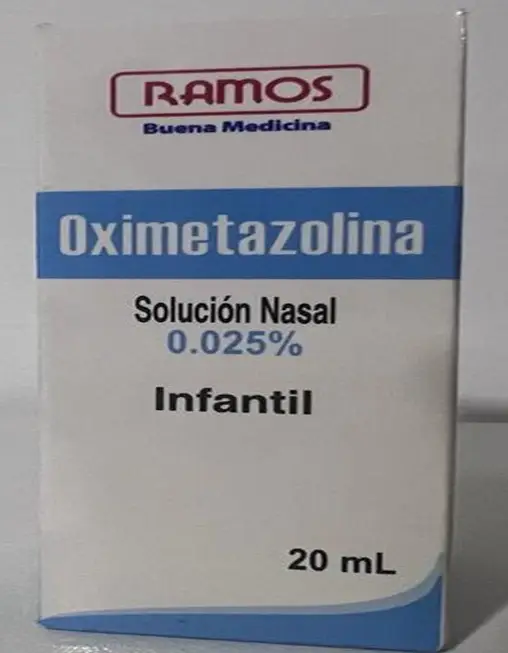 RAMOS
Buena Medicina
Oximetazolina
Solución Nasal
0.025%
Infantil
20 mL